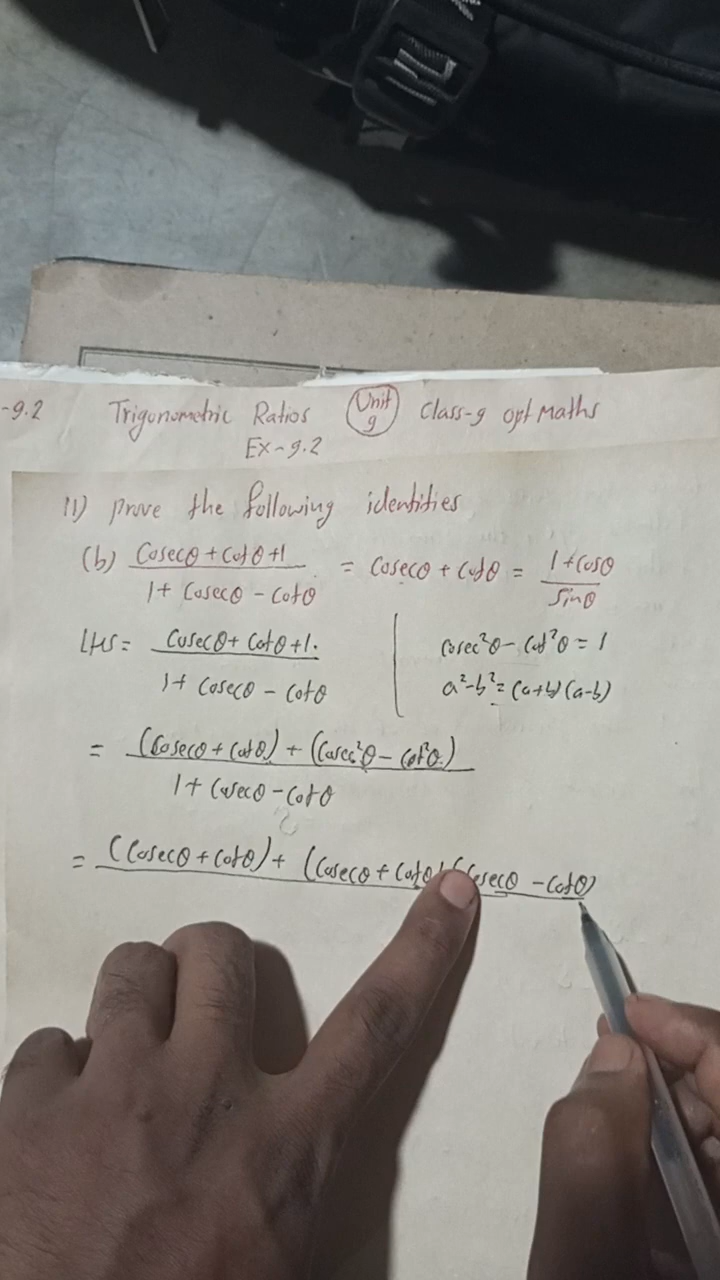 -9.2 Trigonometric Ratios Unit 9 Class-9 opt Maths
Ex-9.2
11) prove the following identities
(b) Cosecθ+cotθ+1 / 1+Cosecθ-Cotθ = Cosecθ+cotθ = 1+Cosθ / Sinθ
LHS = Cosecθ+Cotθ+1. / 1+Cosecθ-Cotθ
cosec²θ-Cot²θ=1
a²-b²=(a+b)(a-b)
= (Cosecθ+Cotθ)+(Cosec²θ-Cot²θ) / 1+Cosecθ-Cotθ
= (Cosecθ+Cotθ)+(Cosecθ+Cotθ)(Cosecθ-Cotθ)